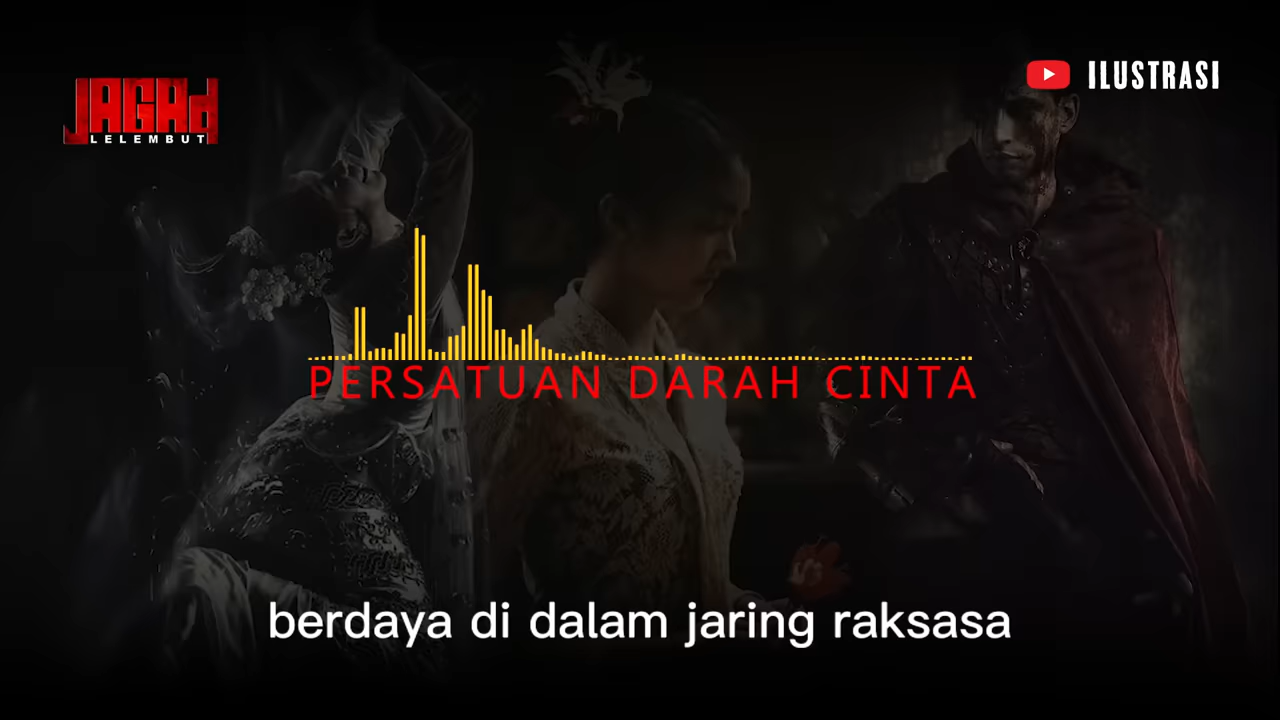 JAGAd
LELEMBUT
ILUSTRASI
PERSATUAN DARAH CINTA
berdaya di dalam jaring raksasa